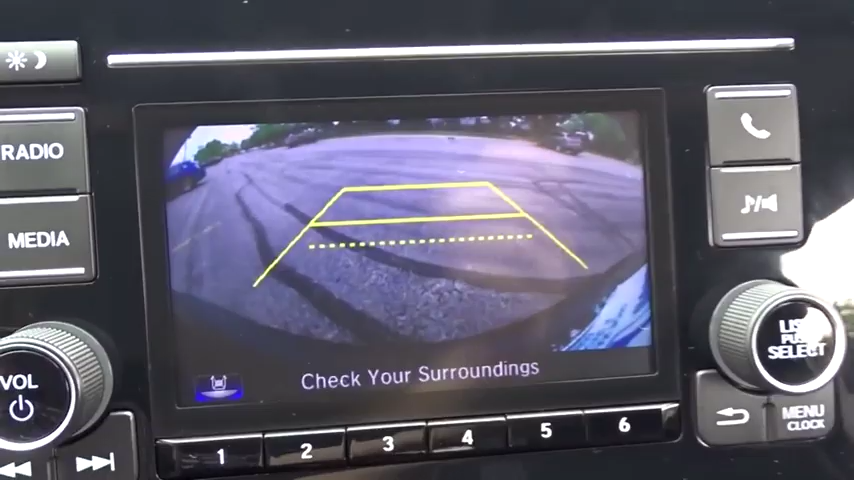 RADIO
MEDIA
VOL
Check Your Surroundings
1 2 3 4 5 6
LIST
PUSH
SELECT
MENU
CLOCK